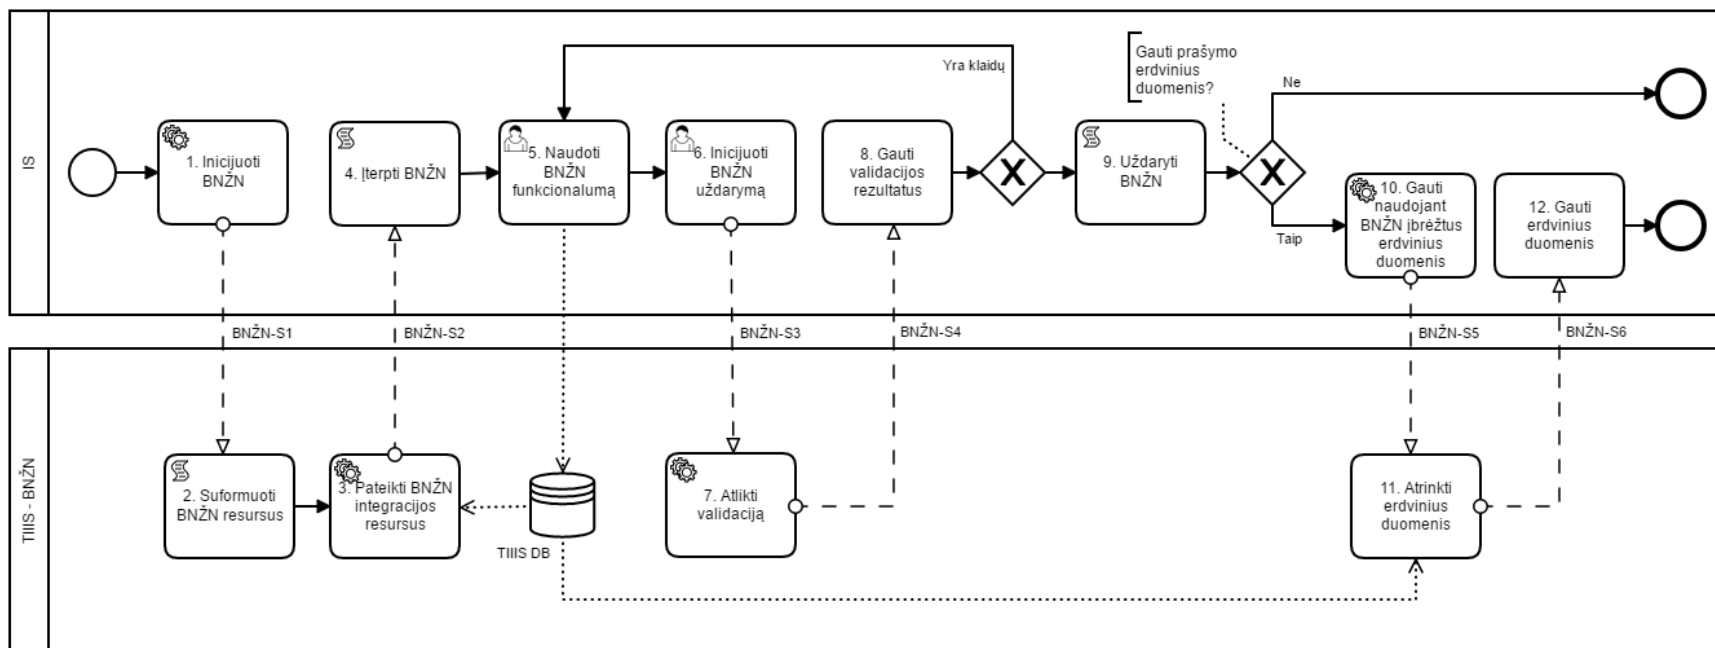 IS
1. Inicijuoti
BNŽN
4. Įterpti BNŽN
5. Naudoti
BNŽN
funkcionalumą
6. Inicijuoti
BNŽN
uždarymą
8. Gauti
validacijos
rezultatus
Yra klaidų
9. Uždaryti
BNŽN
Gauti prašymo
erdvinius
duomenis?
Ne
Taip
10. Gauti
naudojant
BNŽN įbrėžtus
erdvinius
duomenis
12. Gauti
erdvinius
duomenis
BNŽN-S1
BNŽN-S2
BNŽN-S3
BNŽN-S4
BNŽN-S5
BNŽN-S6
TIIIS - BNŽN
2. Suformuoti
BNŽN resursus
3. Pateikti BNŽN
integracijos
resursus
TIIIS DB
7. Atlikti
validaciją
11. Atrinkti
erdvinius
duomenis